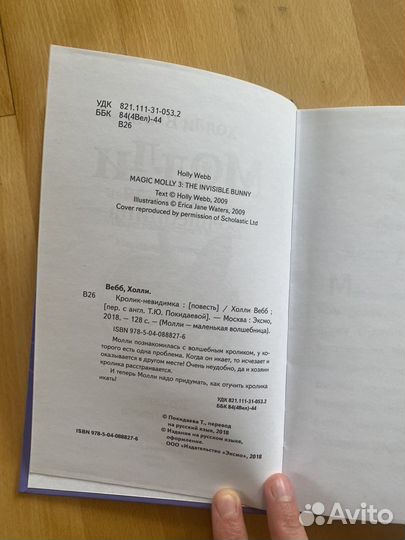 УДК 821.111-31-053.2
ББК 84(4Вел)-44
В26
Holly Webb
MAGIC MOLLY 3: THE INVISIBLE BUNNY
Text © Holly Webb, 2009
Illustrations © Erica Jane Waters, 2009
Cover reproduced by permission of Scholastic Ltd
Вебб, Холли.
В26 Кролик-невидимка : [повесть] / Холли Вебб ;
[пер. с англ. Т.Ю. Покидаевой]. — Москва : Эксмо,
2018. — 128 с. — (Молли — маленькая волшебница).
ISBN 978-5-04-088827-6
Молли познакомилась с волшебным кроликом, у ко-
торого есть одна проблема. Когда он икает, то исчезает и
оказывается в другом месте! Очень неудобно, да и хозяин
кролика расстраивается.
И теперь Молли надо придумать, как отучить кролика
икать!
УДК 821.111-31-053.2
ББК 84(4Вел)-44
© Покидаева Т., перевод
на русский язык, 2018
© Издание на русском языке,
оформление.
ООО «Издательство «Эксмо», 2018
ISBN 978-5-04-088827-6
Avito